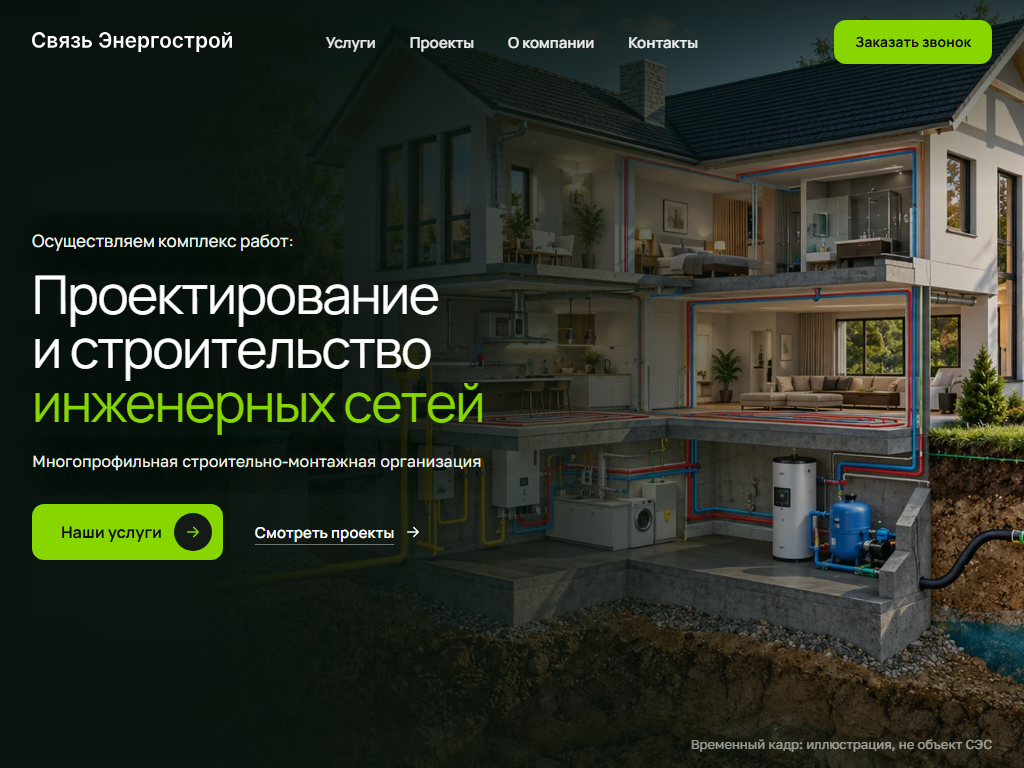 Связь Энергострой
Услуги
Проекты
О компании
Контакты
Заказать звонок
Осуществляем комплекс работ:
Проектирование
и строительство
инженерных сетей
Многопрофильная строительно-монтажная организация
Наши услуги →
Смотреть проекты →
Временный кадр: иллюстрация, не объект СЭС